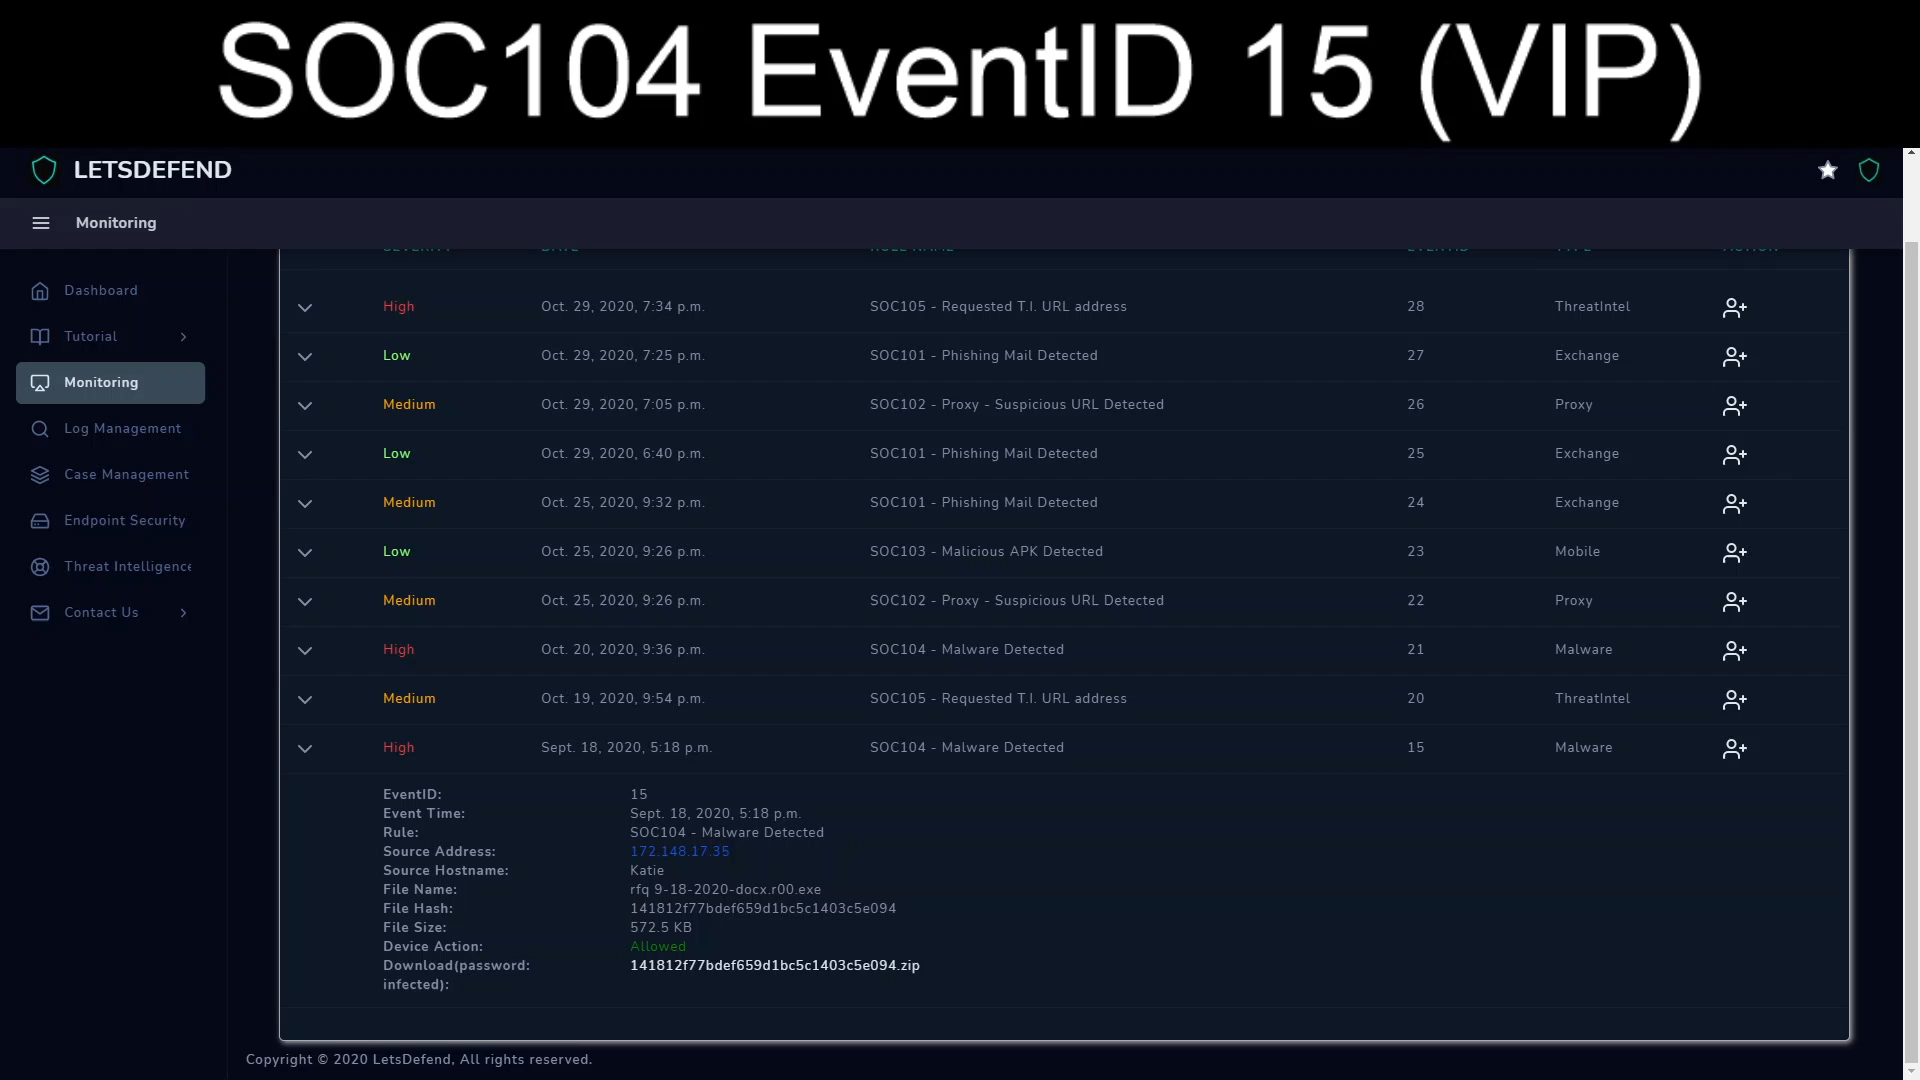 SOC104 EventID 15 (VIP)
LETSDEFEND
Monitoring
Dashboard
Tutorial
Monitoring
Log Management
Case Management
Endpoint Security
Threat Intelligence
Contact Us
High Oct. 29, 2020, 7:34 p.m. SOC105 - Requested T.I. URL address 28 ThreatIntel
Low Oct. 29, 2020, 7:25 p.m. SOC101 - Phishing Mail Detected 27 Exchange
Medium Oct. 29, 2020, 7:05 p.m. SOC102 - Proxy - Suspicious URL Detected 26 Proxy
Low Oct. 29, 2020, 6:40 p.m. SOC101 - Phishing Mail Detected 25 Exchange
Medium Oct. 25, 2020, 9:32 p.m. SOC101 - Phishing Mail Detected 24 Exchange
Low Oct. 25, 2020, 9:26 p.m. SOC103 - Malicious APK Detected 23 Mobile
Medium Oct. 25, 2020, 9:26 p.m. SOC102 - Proxy - Suspicious URL Detected 22 Proxy
High Oct. 20, 2020, 9:36 p.m. SOC104 - Malware Detected 21 Malware
Medium Oct. 19, 2020, 9:54 p.m. SOC105 - Requested T.I. URL address 20 ThreatIntel
High Sept. 18, 2020, 5:18 p.m. SOC104 - Malware Detected 15 Malware
EventID: 15
Event Time: Sept. 18, 2020, 5:18 p.m.
Rule: SOC104 - Malware Detected
Source Address: 172.148.17.35
Source Hostname: Katie
File Name: rfq 9-18-2020-docx.r00.exe
File Hash: 141812f77bdef659d1bc5c1403c5e094
File Size: 572.5 KB
Device Action: Allowed
Download(password: 141812f77bdef659d1bc5c1403c5e094.zip
infected):
Copyright © 2020 LetsDefend, All rights reserved.